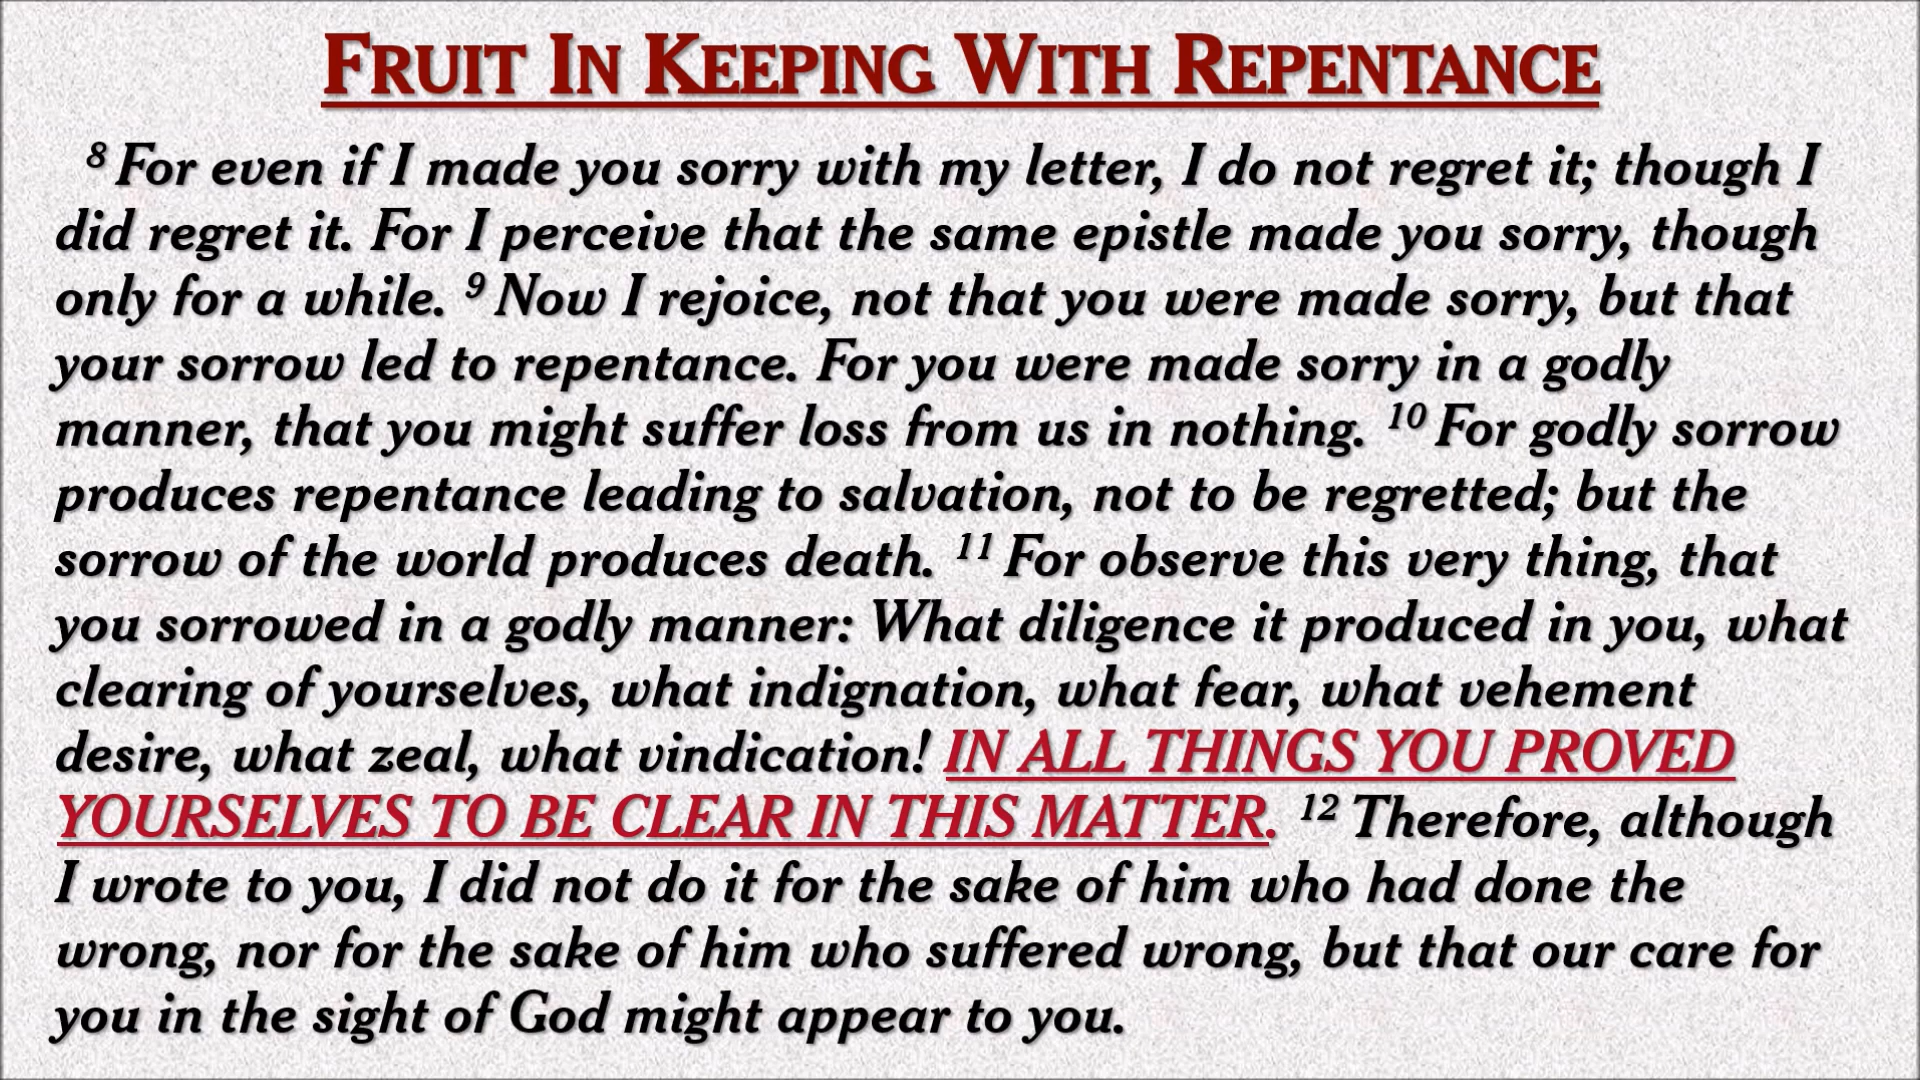 FRUIT IN KEEPING WITH REPENTANCE
8 For even if I made you sorry with my letter, I do not regret it; though I
did regret it. For I perceive that the same epistle made you sorry, though
only for a while. 9 Now I rejoice, not that you were made sorry, but that
your sorrow led to repentance. For you were made sorry in a godly
manner, that you might suffer loss from us in nothing. 10 For godly sorrow
produces repentance leading to salvation, not to be regretted; but the
sorrow of the world produces death. 11 For observe this very thing, that
you sorrowed in a godly manner: What diligence it produced in you, what
clearing of yourselves, what indignation, what fear, what vehement
desire, what zeal, what vindication! IN ALL THINGS YOU PROVED
YOURSELVES TO BE CLEAR IN THIS MATTER. 12 Therefore, although
I wrote to you, I did not do it for the sake of him who had done the
wrong, nor for the sake of him who suffered wrong, but that our care for
you in the sight of God might appear to you.